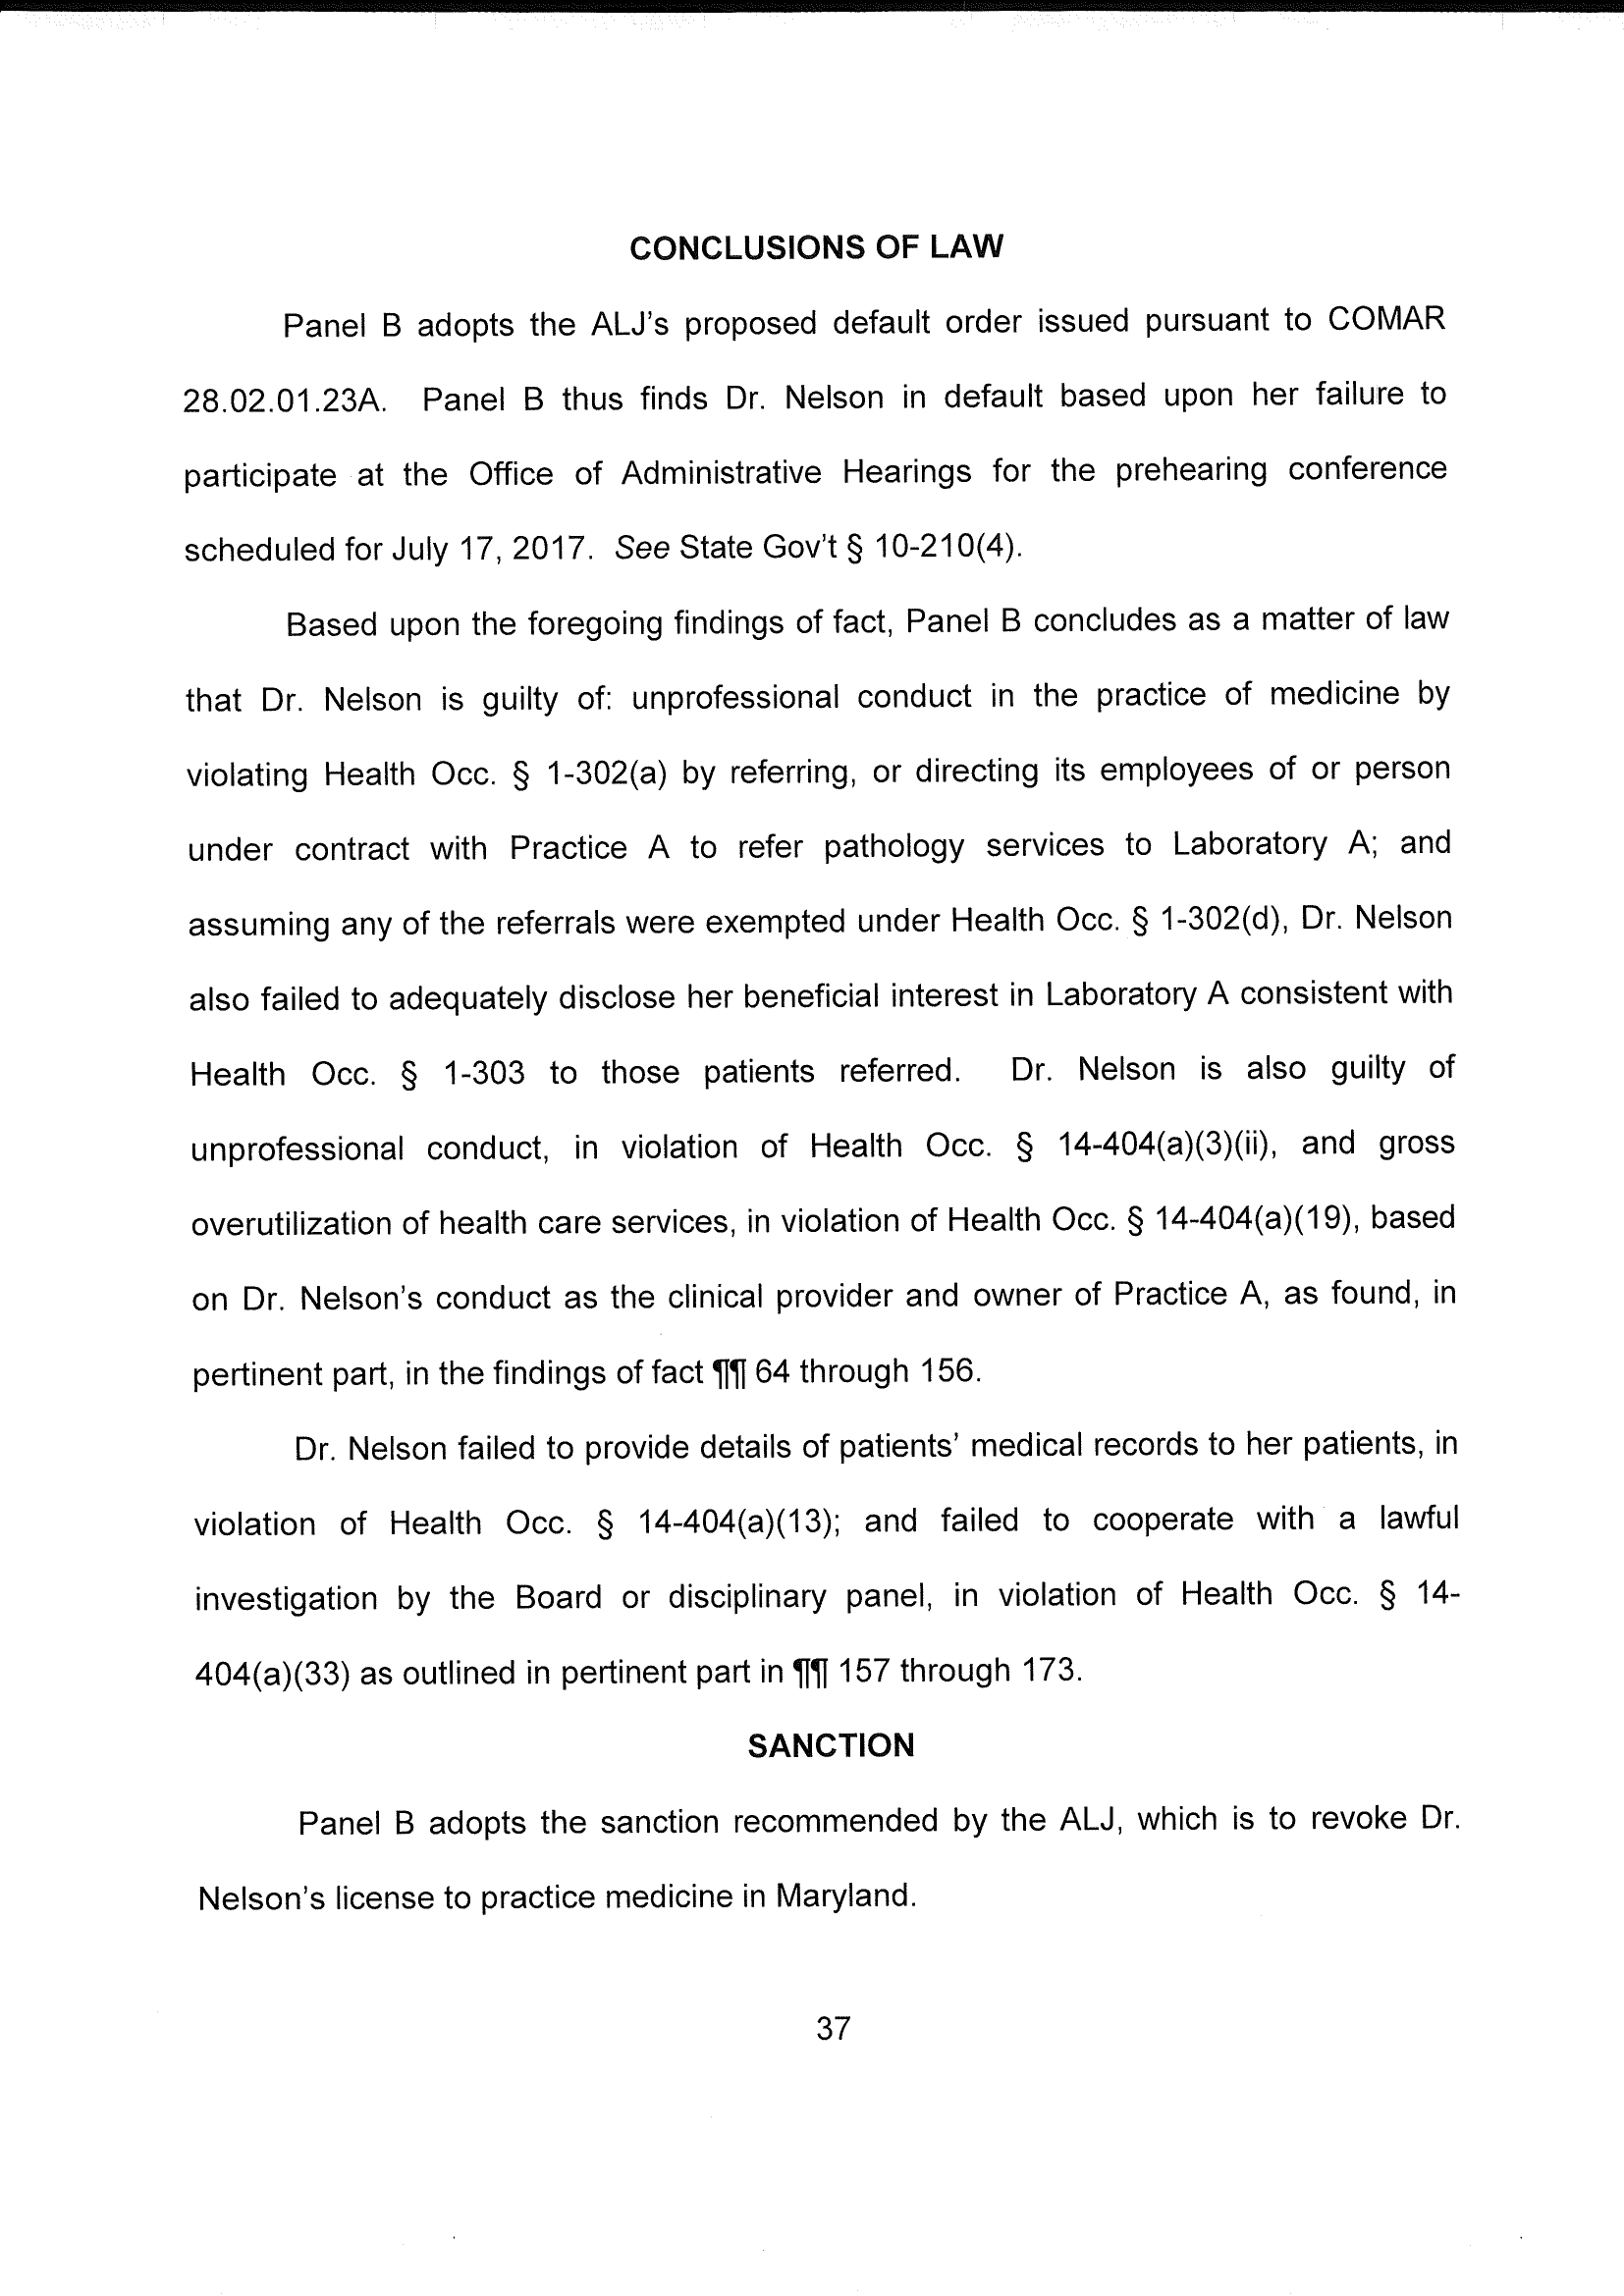 CONCLUSIONS OF LAW
Panel B adopts the ALJ's proposed default order issued pursuant to COMAR
28.02.01.23A. Panel B thus finds Dr. Nelson in default based upon her failure to
participate at the Office of Administrative Hearings for the prehearing conference
scheduled for July 17, 2017. See State Gov't § 10-210(4).
Based upon the foregoing findings of fact, Panel B concludes as a matter of law
that Dr. Nelson is guilty of: unprofessional conduct in the practice of medicine by
violating Health Occ. § 1-302(a) by referring, or directing its employees of or person
under contract with Practice A to refer pathology services to Laboratory A; and
assuming any of the referrals were exempted under Health Occ. § 1-302(d), Dr. Nelson
also failed to adequately disclose her beneficial interest in Laboratory A consistent with
Health Occ. § 1-303 to those patients referred. Dr. Nelson is also guilty of
unprofessional conduct, in violation of Health Occ. § 14-404(a)(3)(ii), and gross
overutilization of health care services, in violation of Health Occ. § 14-404(a)(19), based
on Dr. Nelson's conduct as the clinical provider and owner of Practice A, as found, in
pertinent part, in the findings of fact ¶¶ 64 through 156.
Dr. Nelson failed to provide details of patients' medical records to her patients, in
violation of Health Occ. § 14-404(a)(13); and failed to cooperate with a lawful
investigation by the Board or disciplinary panel, in violation of Health Occ. § 14-
404(a)(33) as outlined in pertinent part in ¶¶ 157 through 173.
SANCTION
Panel B adopts the sanction recommended by the ALJ, which is to revoke Dr.
Nelson's license to practice medicine in Maryland.
37